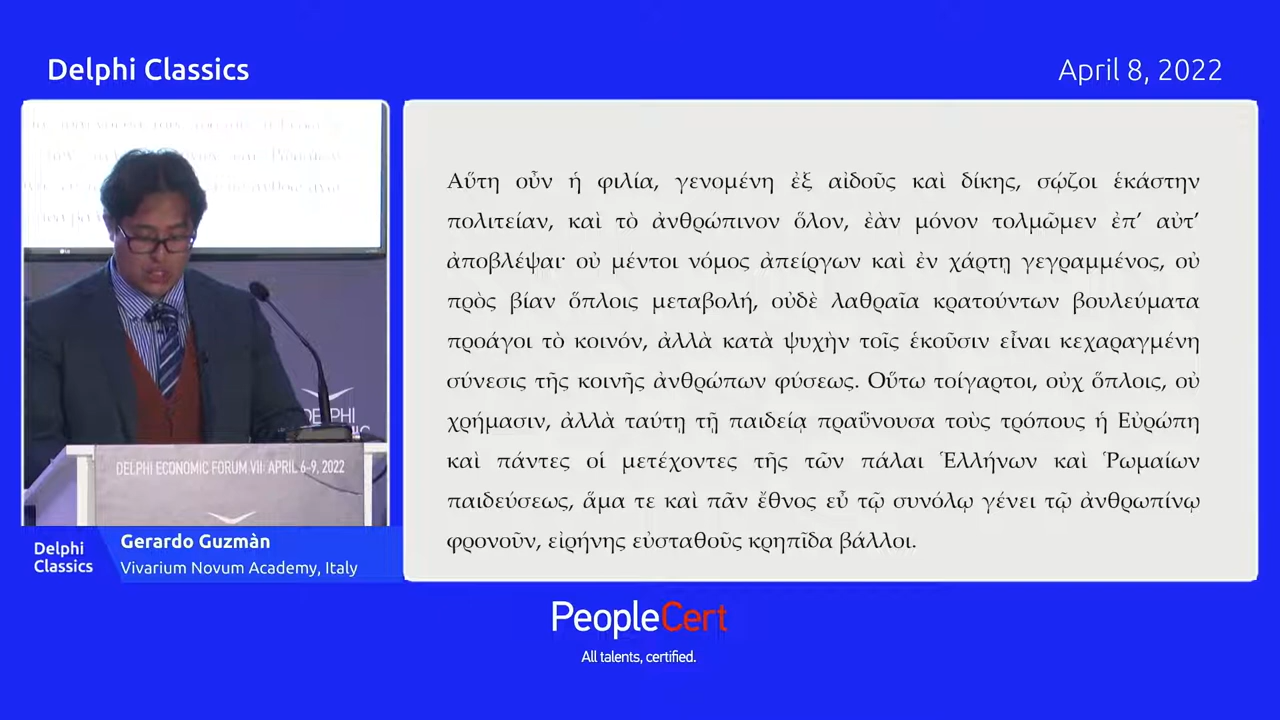 Delphi Classics
April 8, 2022
Αὕτη οὖν ἡ φιλία, γενομένη ἐξ αἰδοῦς καὶ δίκης, σῴζοι ἑκάστην
πολιτείαν, καὶ τὸ ἀνθρώπινον ὅλον, ἐὰν μόνον τολμῶμεν ἐπ’ αὐτ’
ἀποβλέψαι· οὐ μέντοι νόμος ἀπείργων καὶ ἐν χάρτῃ γεγραμμένος, οὐ
πρὸς βίαν ὅπλοις μεταβολή, οὐδὲ λαθραῖα κρατούντων βουλεύματα
προάγοι τὸ κοινόν, ἀλλὰ κατὰ ψυχὴν τοῖς ἑκοῦσιν εἶναι κεχαραγμένη
σύνεσις τῆς κοινῆς ἀνθρώπων φύσεως. Οὕτω τοίγαρτοι, οὐχ ὅπλοις, οὐ
χρήμασιν, ἀλλὰ ταύτῃ τῇ παιδείᾳ πραΰνουσα τοὺς τρόπους ἡ Εὐρώπη
καὶ πάντες οἱ μετέχοντες τῆς τῶν πάλαι Ἑλλήνων καὶ Ῥωμαίων
παιδεύσεως, ἅμα τε καὶ πᾶν ἔθνος εὖ τῷ συνόλῳ γένει τῷ ἀνθρωπίνῳ
φρονοῦν, εἰρήνης εὐσταθοῦς κρηπῖδα βάλλοι.
LG
DELPHI
DELPHI ECONOMIC FORUM VII APRIL 6-9, 2022
Delphi
Classics
Gerardo Guzmàn
Vivarium Novum Academy, Italy
PeopleCert
All talents, certified.